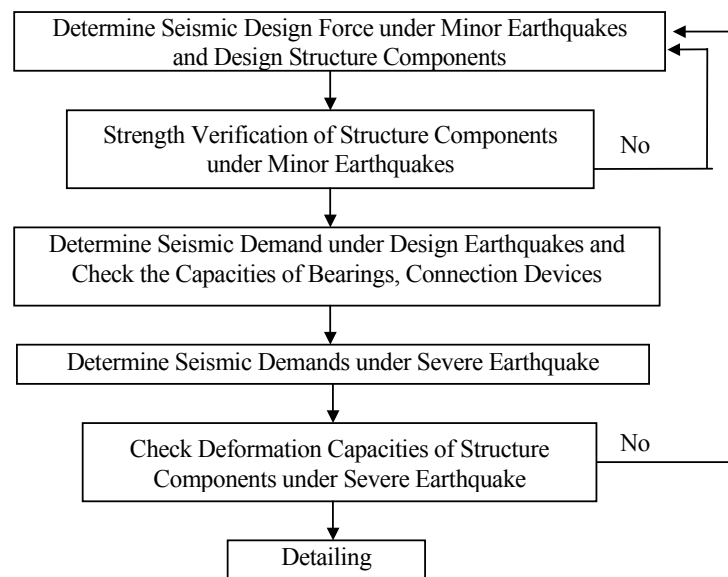 Determine Seismic Design Force under Minor Earthquakes
and Design Structure Components
Strength Verification of Structure Components
under Minor Earthquakes
No
Determine Seismic Demand under Design Earthquakes and
Check the Capacities of Bearings, Connection Devices
Determine Seismic Demands under Severe Earthquake
Check Deformation Capacities of Structure
Components under Severe Earthquake
No
Detailing